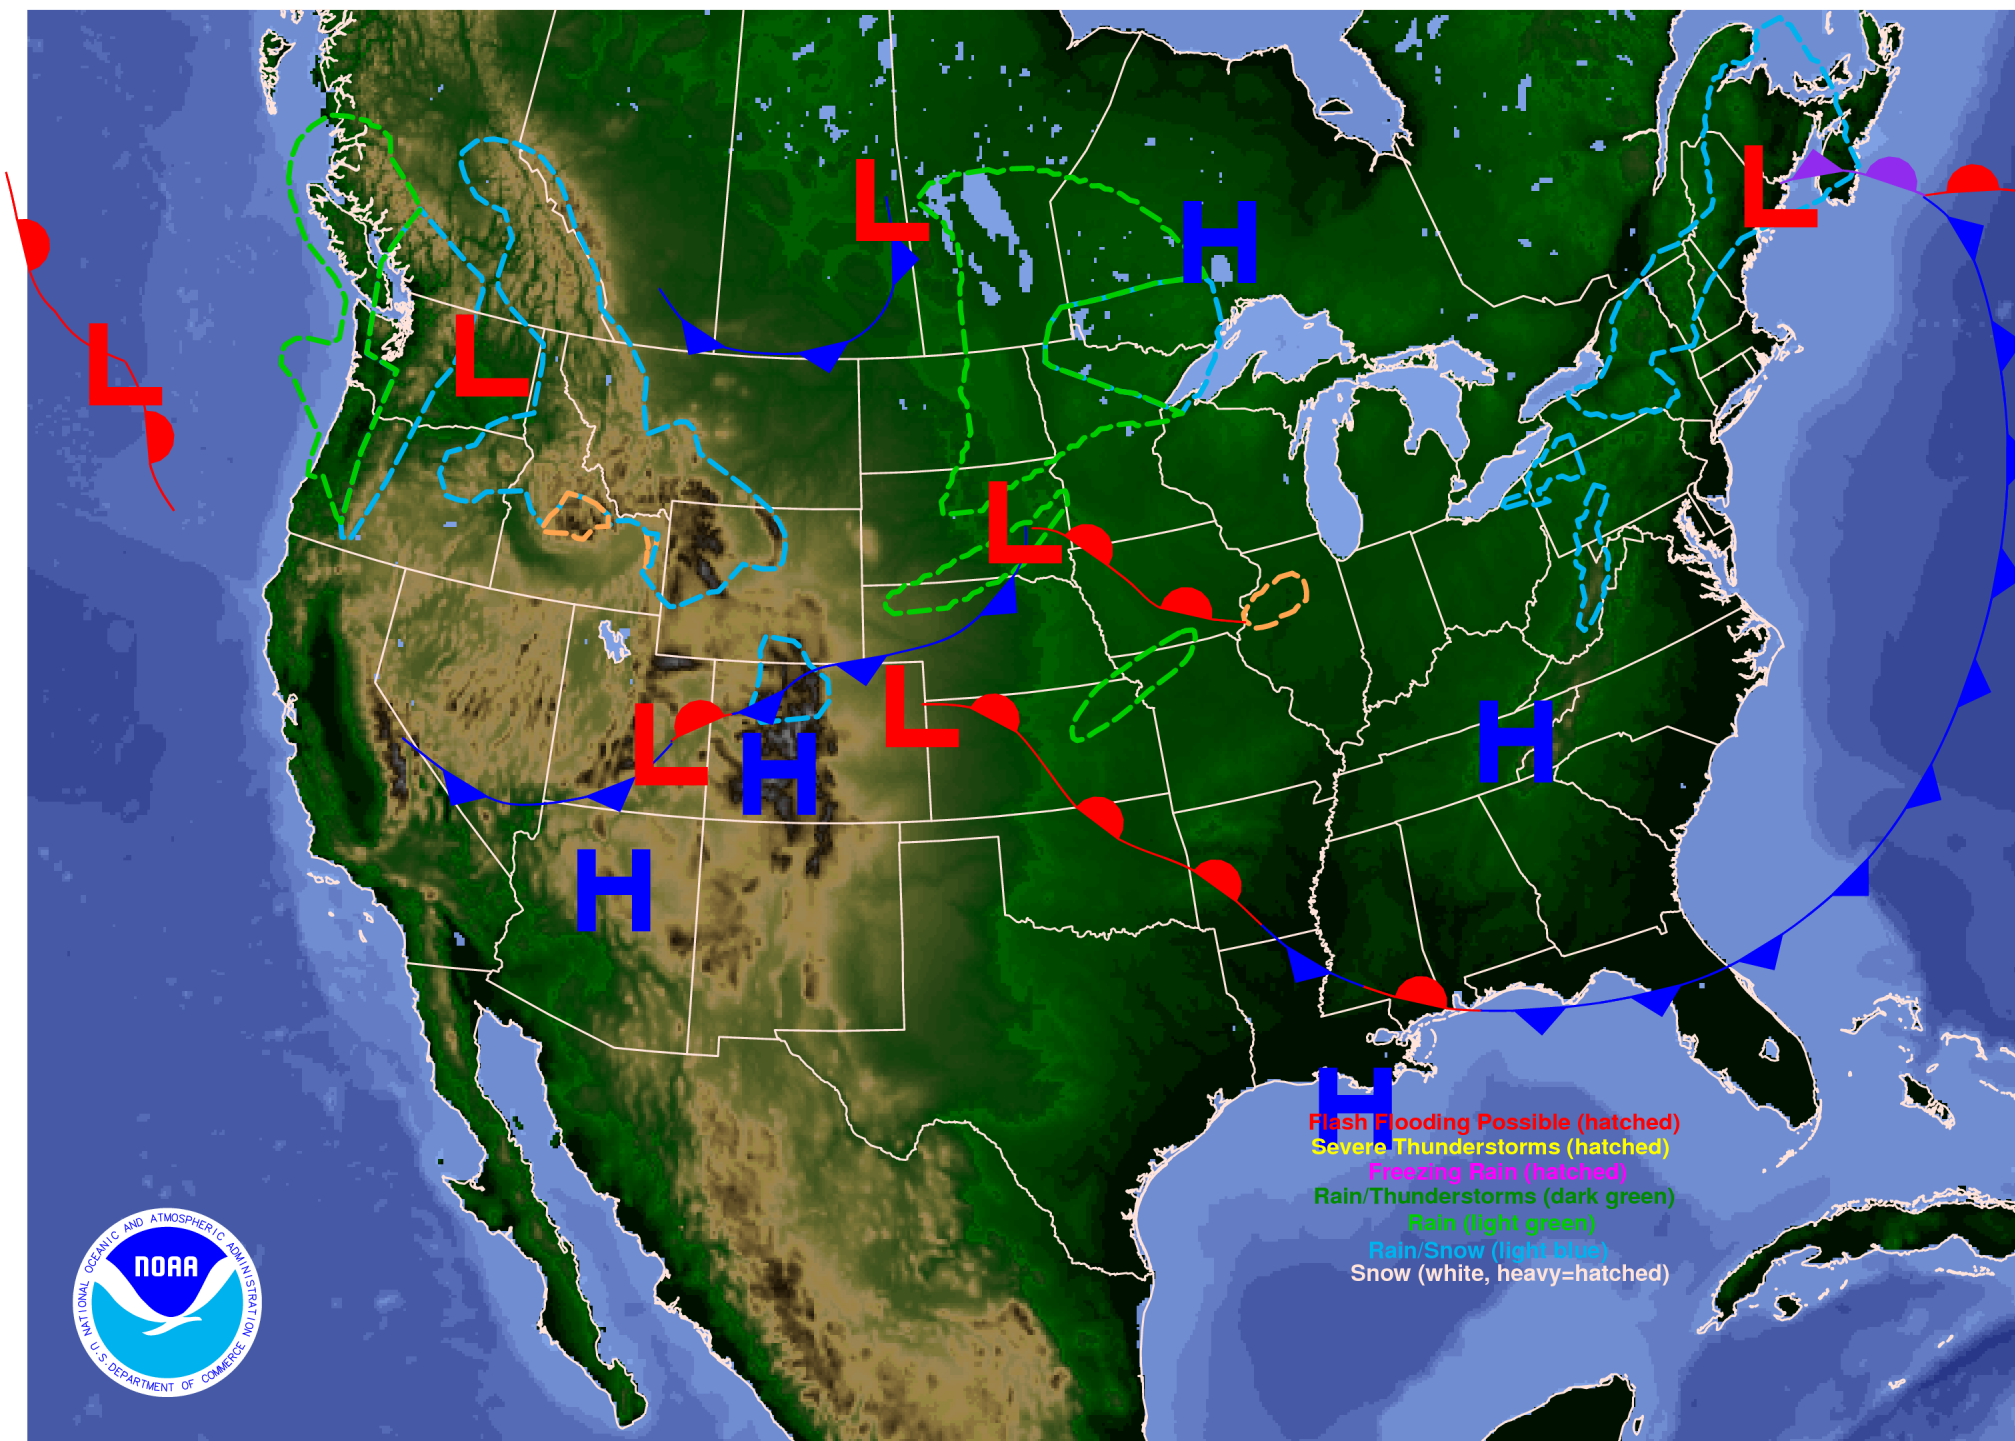 L
L
H
L
L
L
L
L
H
H
H
H
Flash Flooding Possible (hatched)
Severe Thunderstorms (hatched)
Freezing Rain (hatched)
Rain/Thunderstorms (dark green)
Rain (light green)
Rain/Snow (light blue)
Snow (white, heavy=hatched)
NATIONAL OCEANIC AND ATMOSPHERIC ADMINISTRATION
NOAA
U.S. DEPARTMENT OF COMMERCE